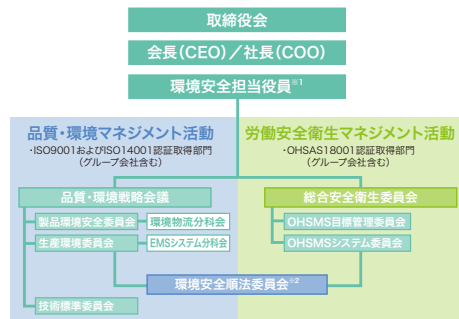 取締役会
会長(CEO)/社長(COO)
環境安全担当役員※1
品質・環境マネジメント活動
・ISO9001およびISO14001認証取得部門
(グループ会社含む)
労働安全衛生マネジメント活動
・OHSAS18001認証取得部門
(グループ会社含む)
品質・環境戦略会議
総合安全衛生委員会
製品環境安全委員会
環境物流分科会
OHSMS目標管理委員会
生産環境委員会
EMSシステム分科会
OHSMSシステム委員会
環境安全順法委員会※2
技術標準委員会